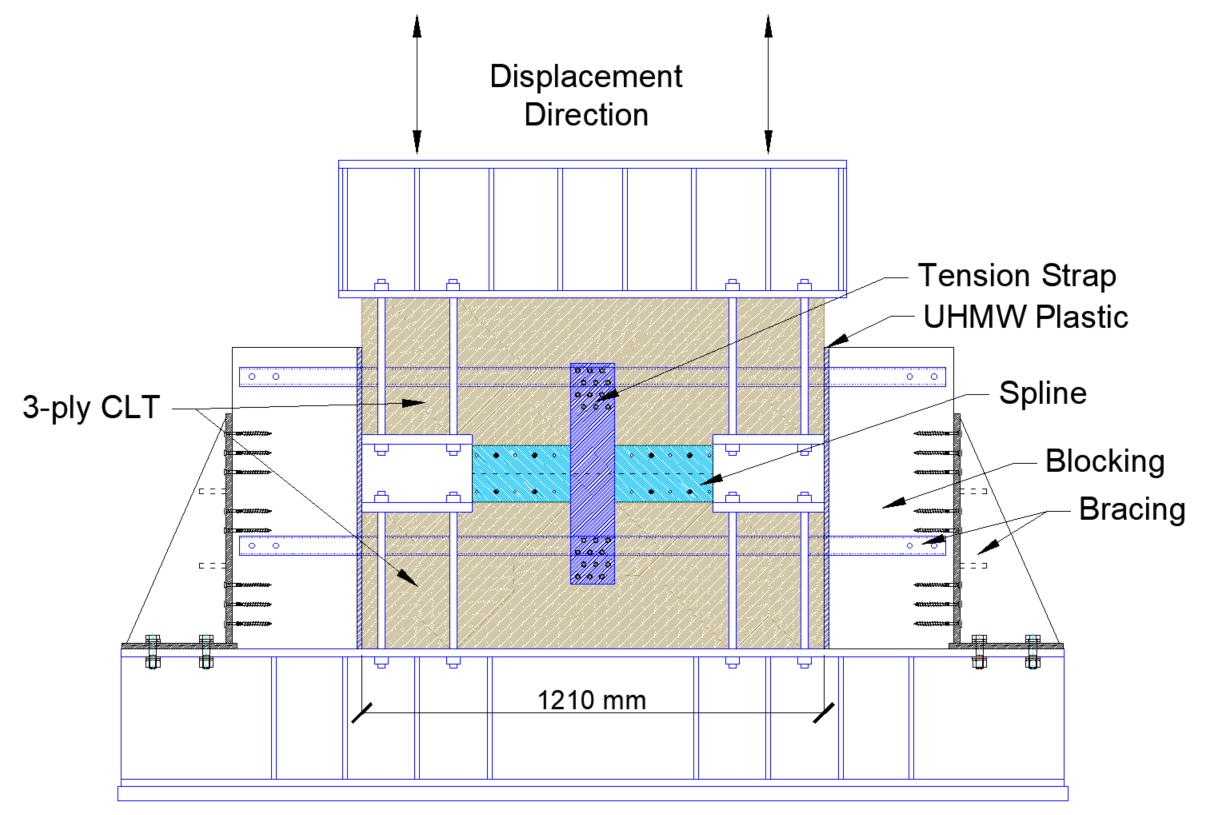 Displacement
Direction
Tension Strap
UHMW Plastic
3-ply CLT
Spline
Blocking
Bracing
1210 mm